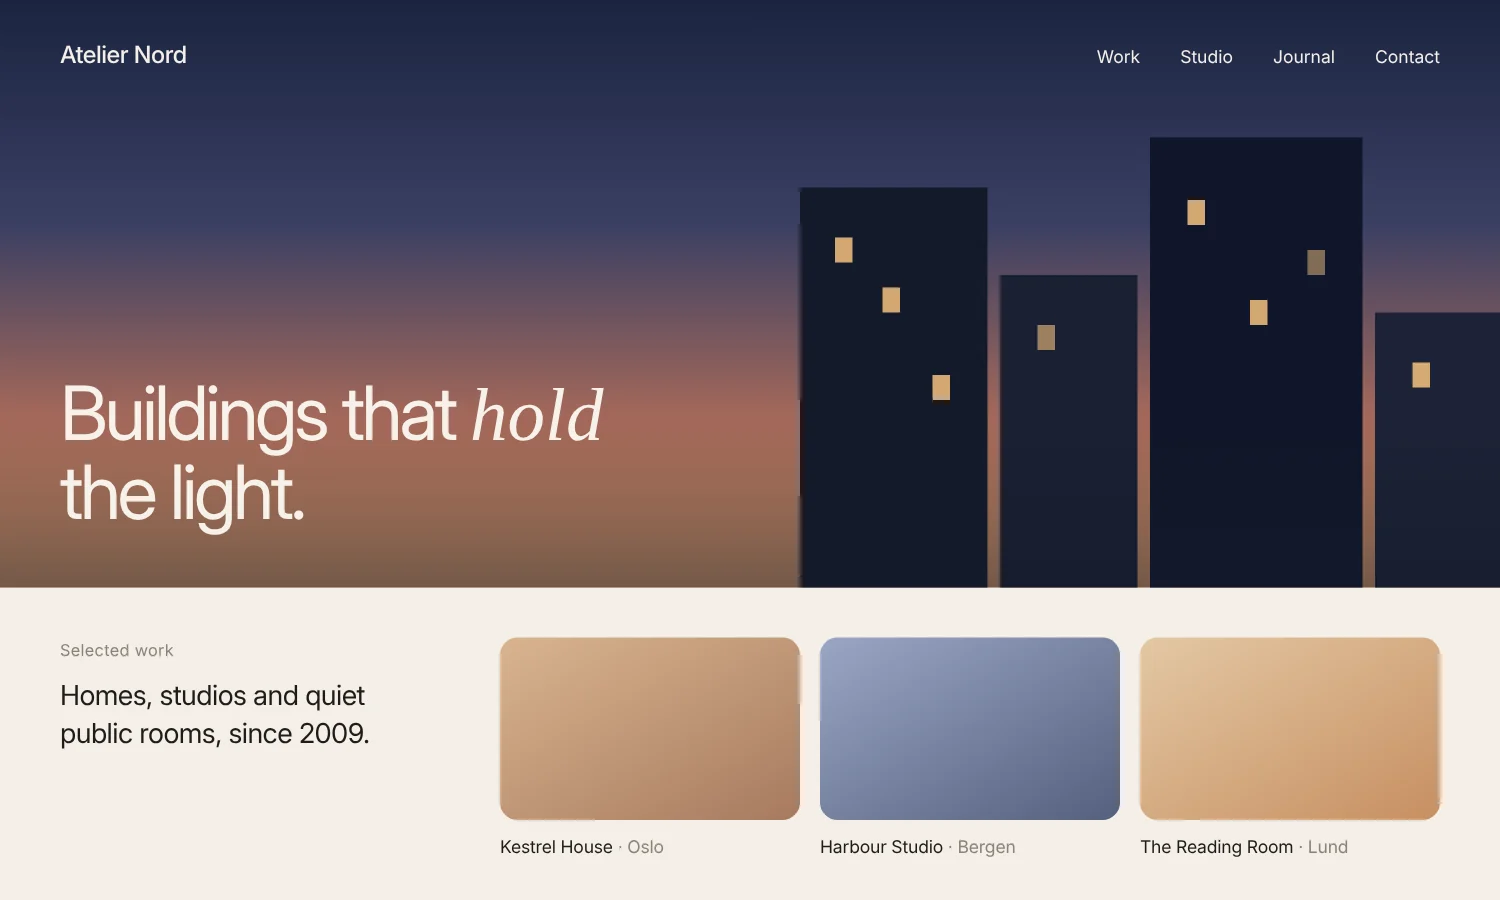 Atelier Nord
Work Studio Journal Contact
Buildings that hold
the light.
Selected work
Homes, studios and quiet
public rooms, since 2009.
Kestrel House · Oslo
Harbour Studio · Bergen
The Reading Room · Lund